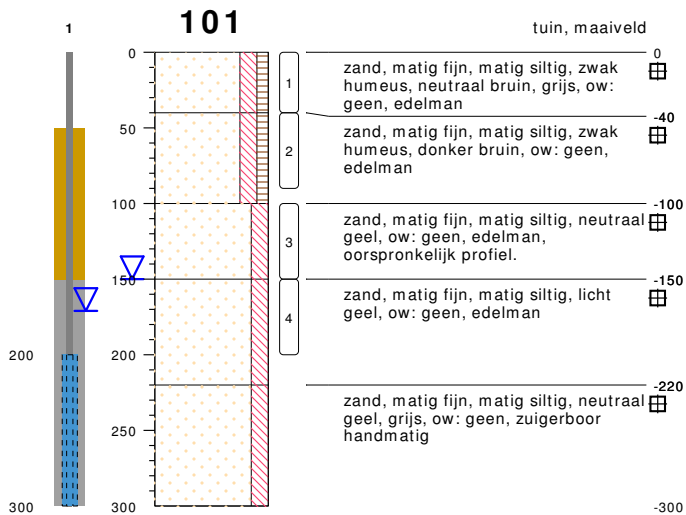 1
101
tuin, maaiveld
0
50
100
150
200
250
300
200
300
1
2
3
4
0
zand, matig fijn, matig siltig, zwak
humeus, neutraal bruin, grijs, ow:
geen, edelman
-40
zand, matig fijn, matig siltig, zwak
humeus, donker bruin, ow: geen,
edelman
-100
zand, matig fijn, matig siltig, neutraal
geel, ow: geen, edelman,
oorspronkelijk profiel.
-150
zand, matig fijn, matig siltig, licht
geel, ow: geen, edelman
-220
zand, matig fijn, matig siltig, neutraal
geel, grijs, ow: geen, zuigerboor
handmatig
-300